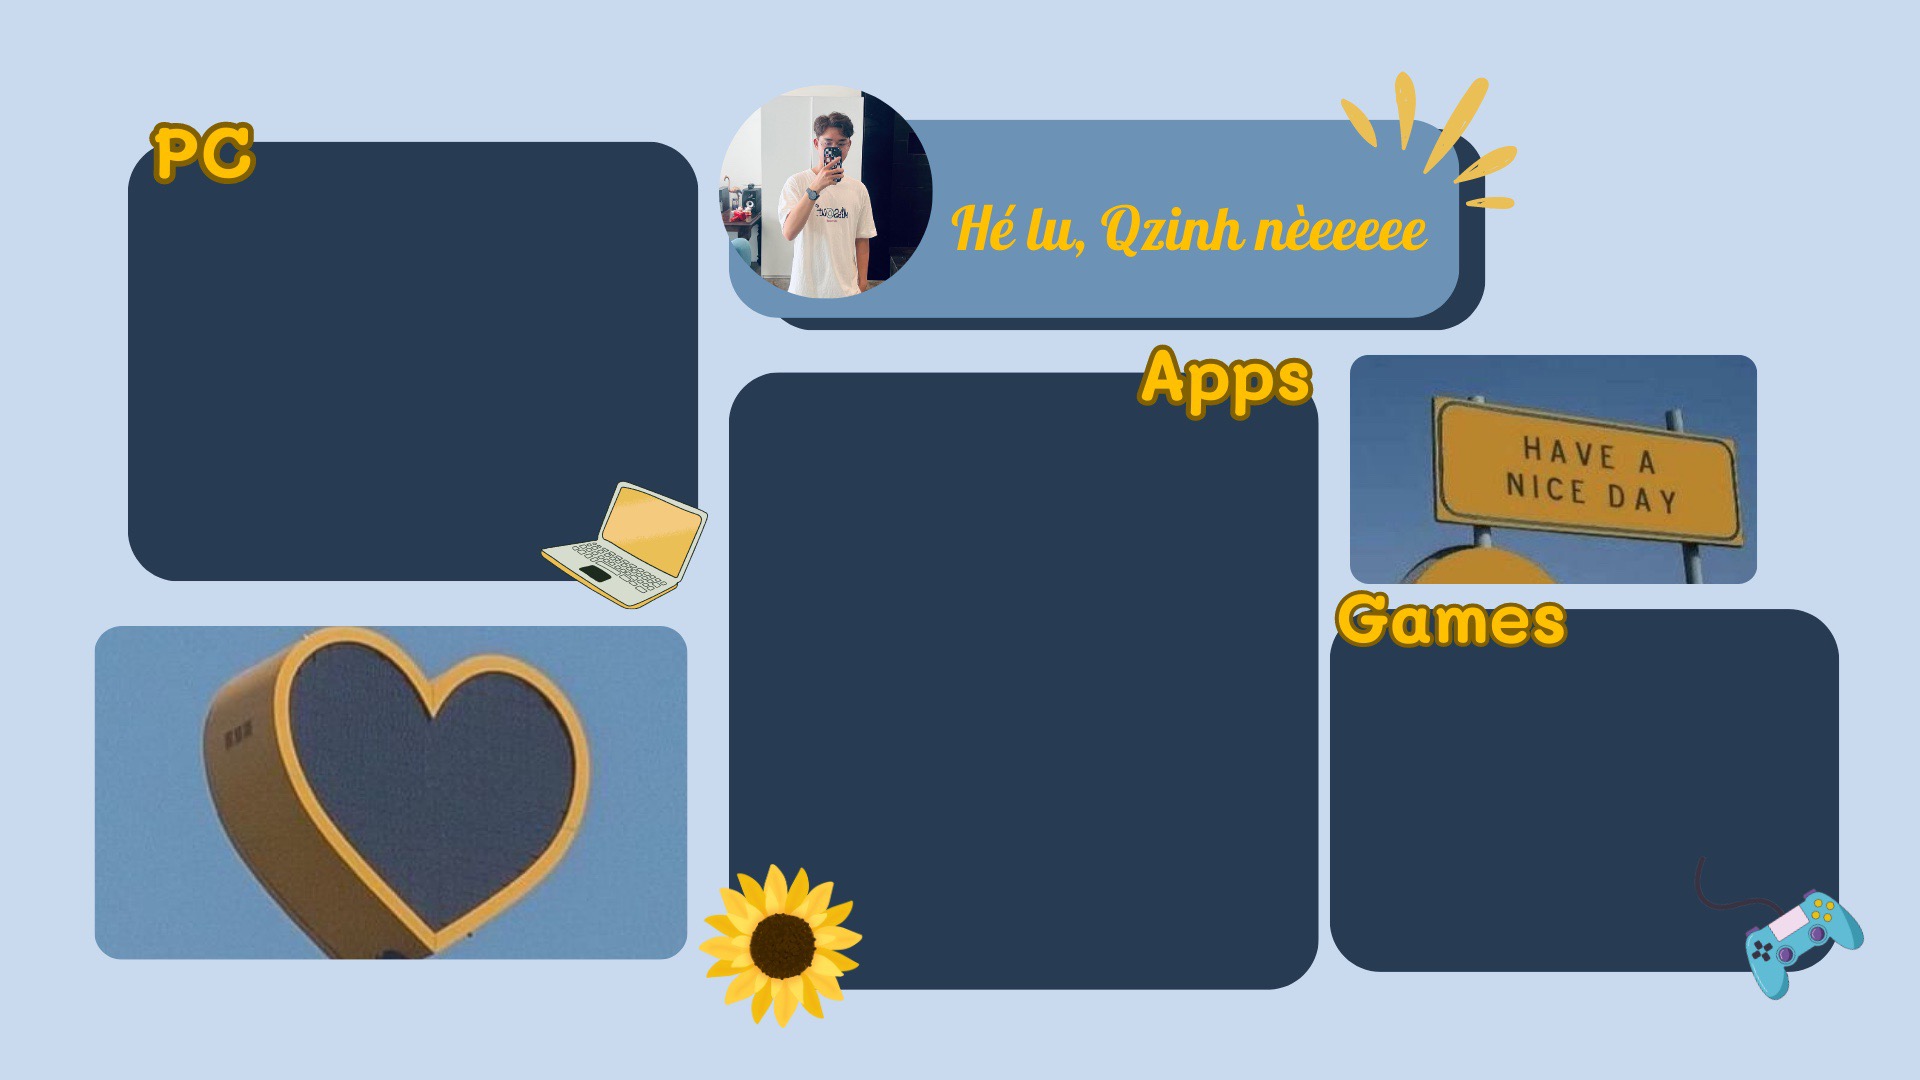 PC
Hé lu, Qzinh nèeeeee
Apps
HAVE A
NICE DAY
Games